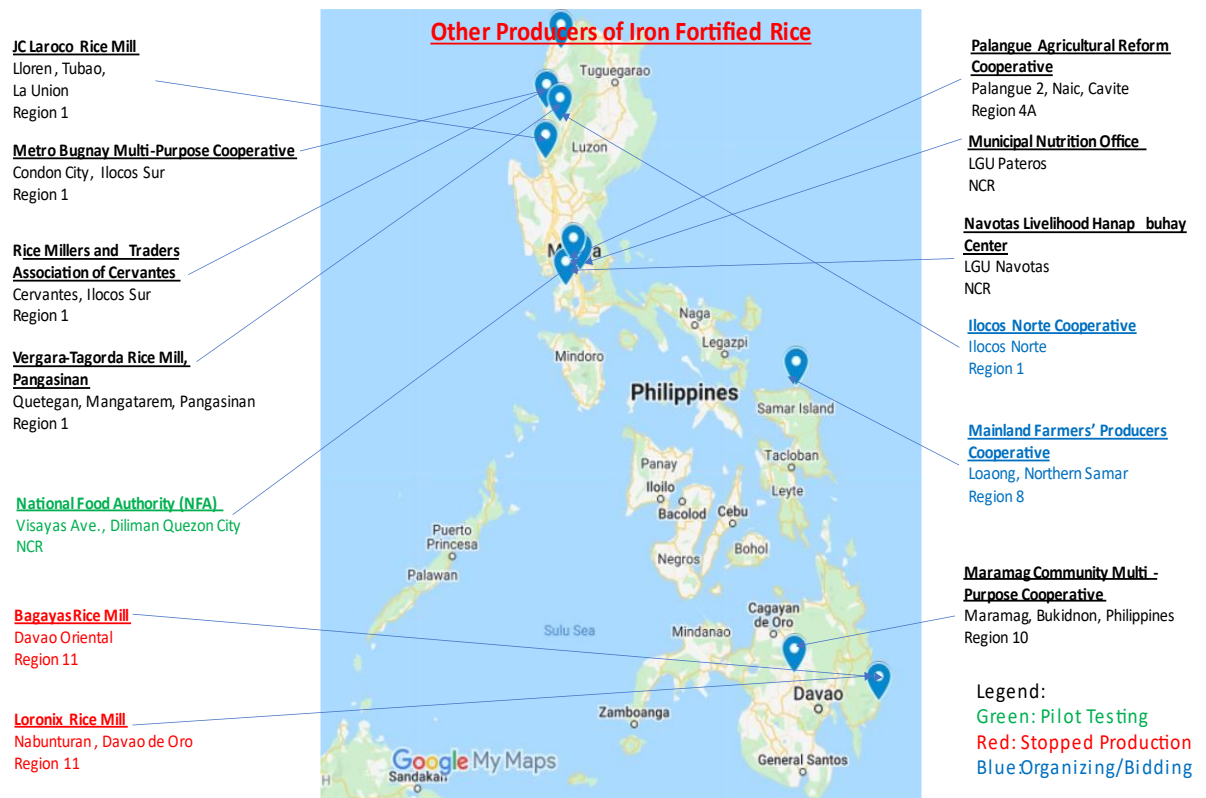 Other Producers of Iron Fortified Rice
JC Laroco Rice Mill
Lloren , Tubao,
La Union
Region 1
Metro Bugnay Multi-Purpose Cooperative
Condon City, Ilocos Sur
Region 1
Rice Millers and Traders
Association of Cervantes
Cervantes, Ilocos Sur
Region 1
Vergara-Tagorda Rice Mill,
Pangasinan
Quetegan, Mangatarem, Pangasinan
Region 1
National Food Authority (NFA)
Visayas Ave., Diliman Quezon City
NCR
Bagayas Rice Mill
Davao Oriental
Region 11
Loronix Rice Mill
Nabunturan , Davao de Oro
Region 11
Tuguegarao
Luzon
Naga
Legazpi
Mindoro
Philippines
Samar Island
Tacloban
Panay
Iloilo
Leyte
Bacolod
Cebu
Puerto
Princesa
Negros
Bohol
Palawan
Cagayan
de Oro
Sulu Sea
Mindanao
Davao
Zamboanga
General Santos
Google My Maps
Sandakan
H
Palangue Agricultural Reform
Cooperative
Palangue 2, Naic, Cavite
Region 4A
Municipal Nutrition Office
LGU Pateros
NCR
Navotas Livelihood Hanap buhay
Center
LGU Navotas
NCR
Ilocos Norte Cooperative
Ilocos Norte
Region 1
Mainland Farmers' Producers
Cooperative
Loaong, Northern Samar
Region 8
Maramag Community Multi -
Purpose Cooperative
Maramag, Bukidnon, Philippines
Region 10
Legend:
Green: Pilot Testing
Red: Stopped Production
Blue:Organizing/Bidding